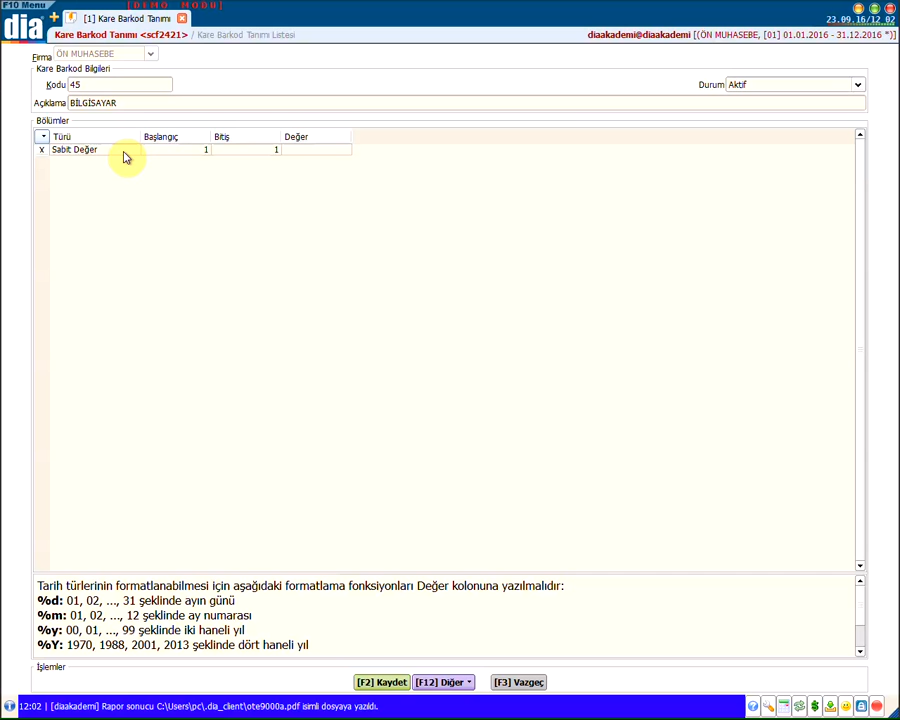 F10 Menu
[ D E M O   M O D U ]
dia
[1] Kare Barkod Tanımı
23.09.16/12 02
Kare Barkod Tanımı <scf2421> / Kare Barkod Tanımı Listesi
diaakademi@diaakademi [(ÖN MUHASEBE, [01] 01.01.2016 - 31.12.2016 ")]
Firma ÖN MUHASEBE
Kare Barkod Bilgileri
Kodu 45
Durum Aktif
Açıklama BİLGİSAYAR
Bölümler
Türü Başlangıç Bitiş Değer
X Sabit Değer 1 1
Tarih türlerinin formatlanabilmesi için aşağıdaki formatlama fonksiyonları Değer kolonuna yazılmalıdır:
%d: 01, 02, ..., 31 şeklinde ayın günü
%m: 01, 02, ..., 12 şeklinde ay numarası
%y: 00, 01, ..., 99 şeklinde iki haneli yıl
%Y: 1970, 1988, 2001, 2013 şeklinde dört haneli yıl
İşlemler
[F2] Kaydet [F12] Diğer [F3] Vazgeç
12:02 | [diaakademi] Rapor sonucu C:\Users\pc\.dia_client\ote9000a.pdf isimli dosyaya yazıldı.